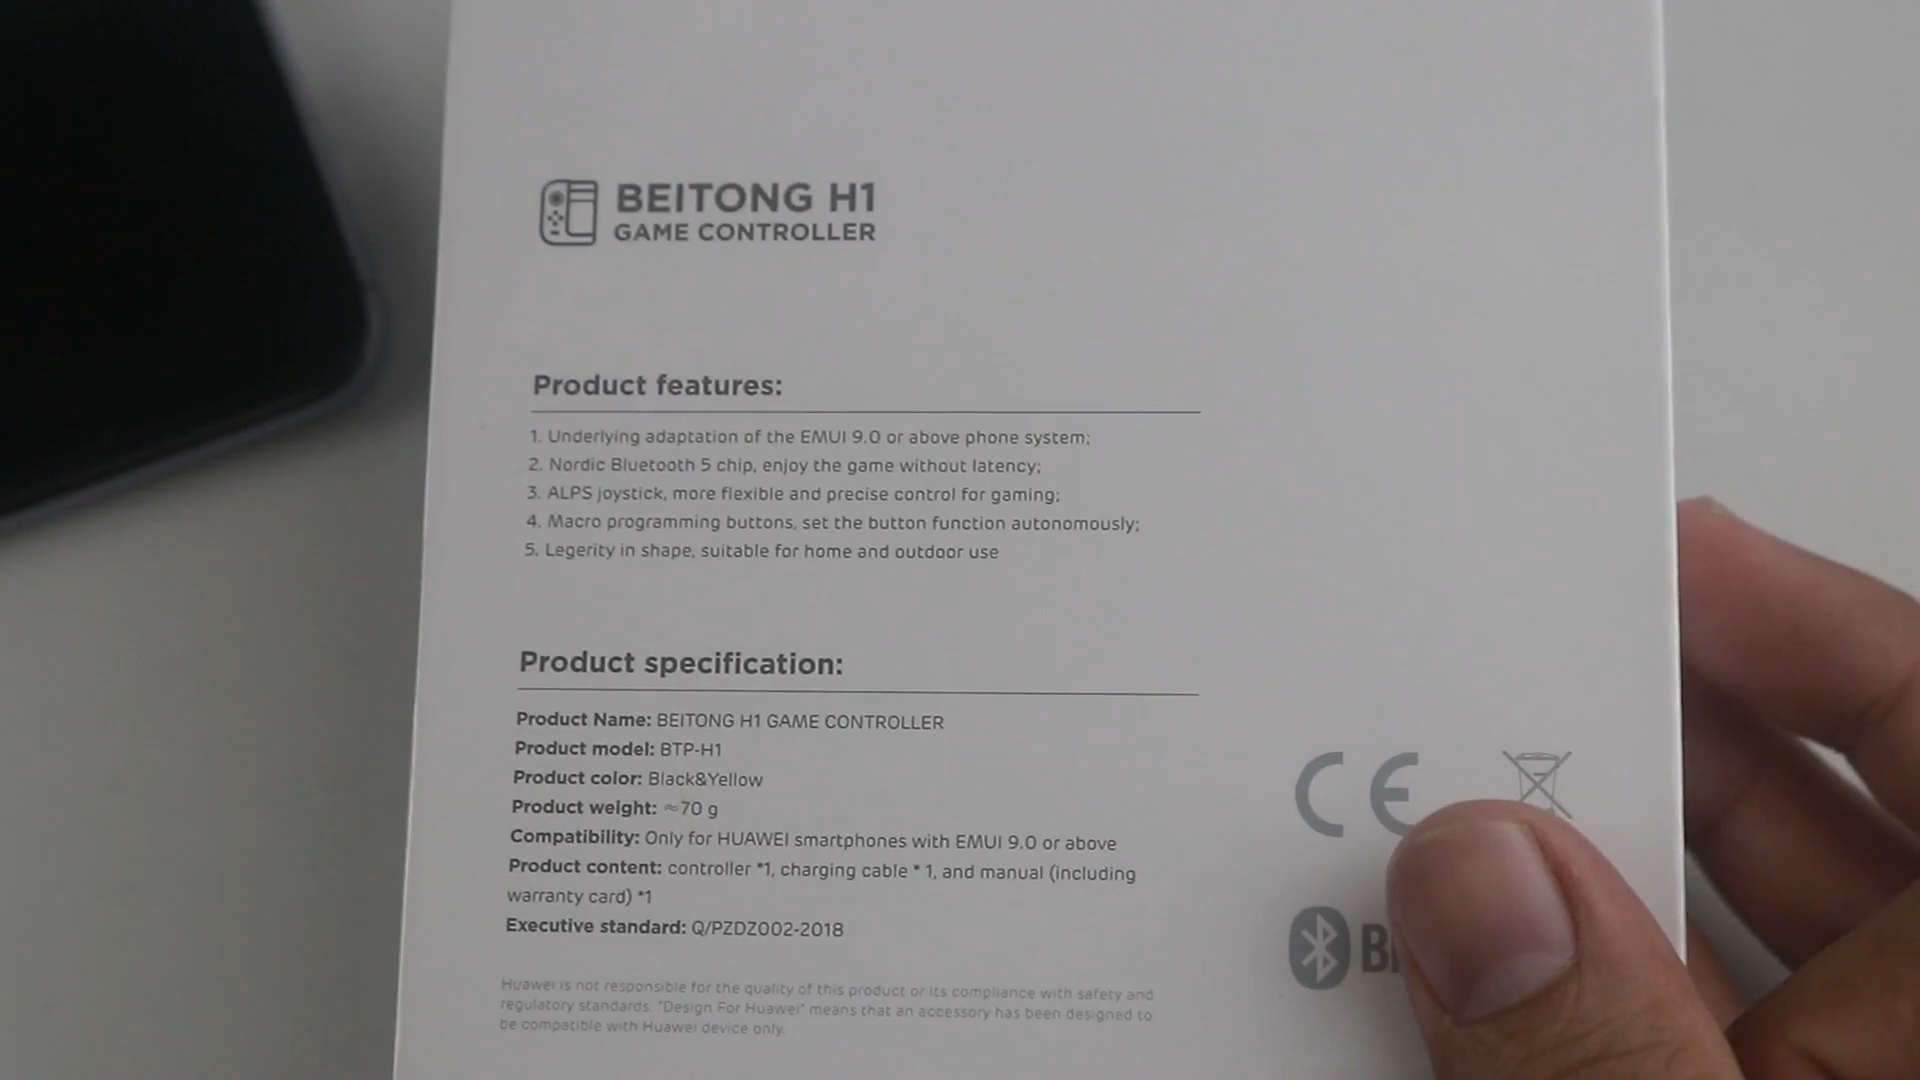 BEITONG H1
GAME CONTROLLER
Product features:
1. Underlying adaptation of the EMUI 9.0 or above phone system;
2. Nordic Bluetooth 5 chip, enjoy the game without latency;
3. ALPS joystick, more flexible and precise control for gaming;
4. Macro programming buttons, set the button function autonomously;
5. Legerity in shape, suitable for home and outdoor use
Product specification:
Product Name: BEITONG H1 GAME CONTROLLER
Product model: BTP-H1
Product color: Black&Yellow
Product weight: ≈70 g
Compatibility: Only for HUAWEI smartphones with EMUI 9.0 or above
Product content: controller *1, charging cable * 1, and manual (including
warranty card) *1
Executive standard: Q/PZDZ002-2018
CE
Huawei is not responsible for the quality of this product or its compliance with safety and
regulatory standards. "Design For Huawei" means that an accessory has been designed to
be compatible with Huawei device only.